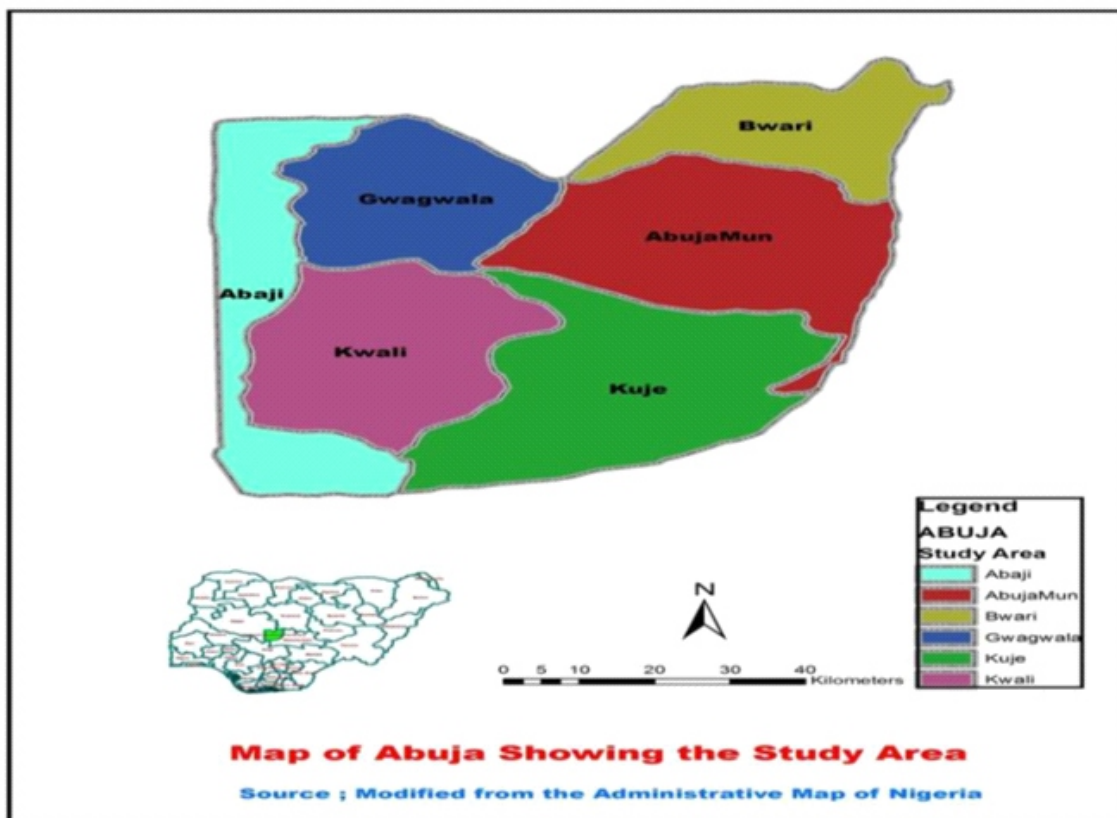 Bwari
Gwagwala
AbujaMun
Abaji
Kwali
Kuje
Legend
ABUJA
Study Area
Abaji
AbujaMun
Bwari
Gwagwala
Kuje
Kwali
N
0 5 10 20 30 40
Kilometers
Map of Abuja Showing the Study Area
Source ; Modified from the Administrative Map of Nigeria